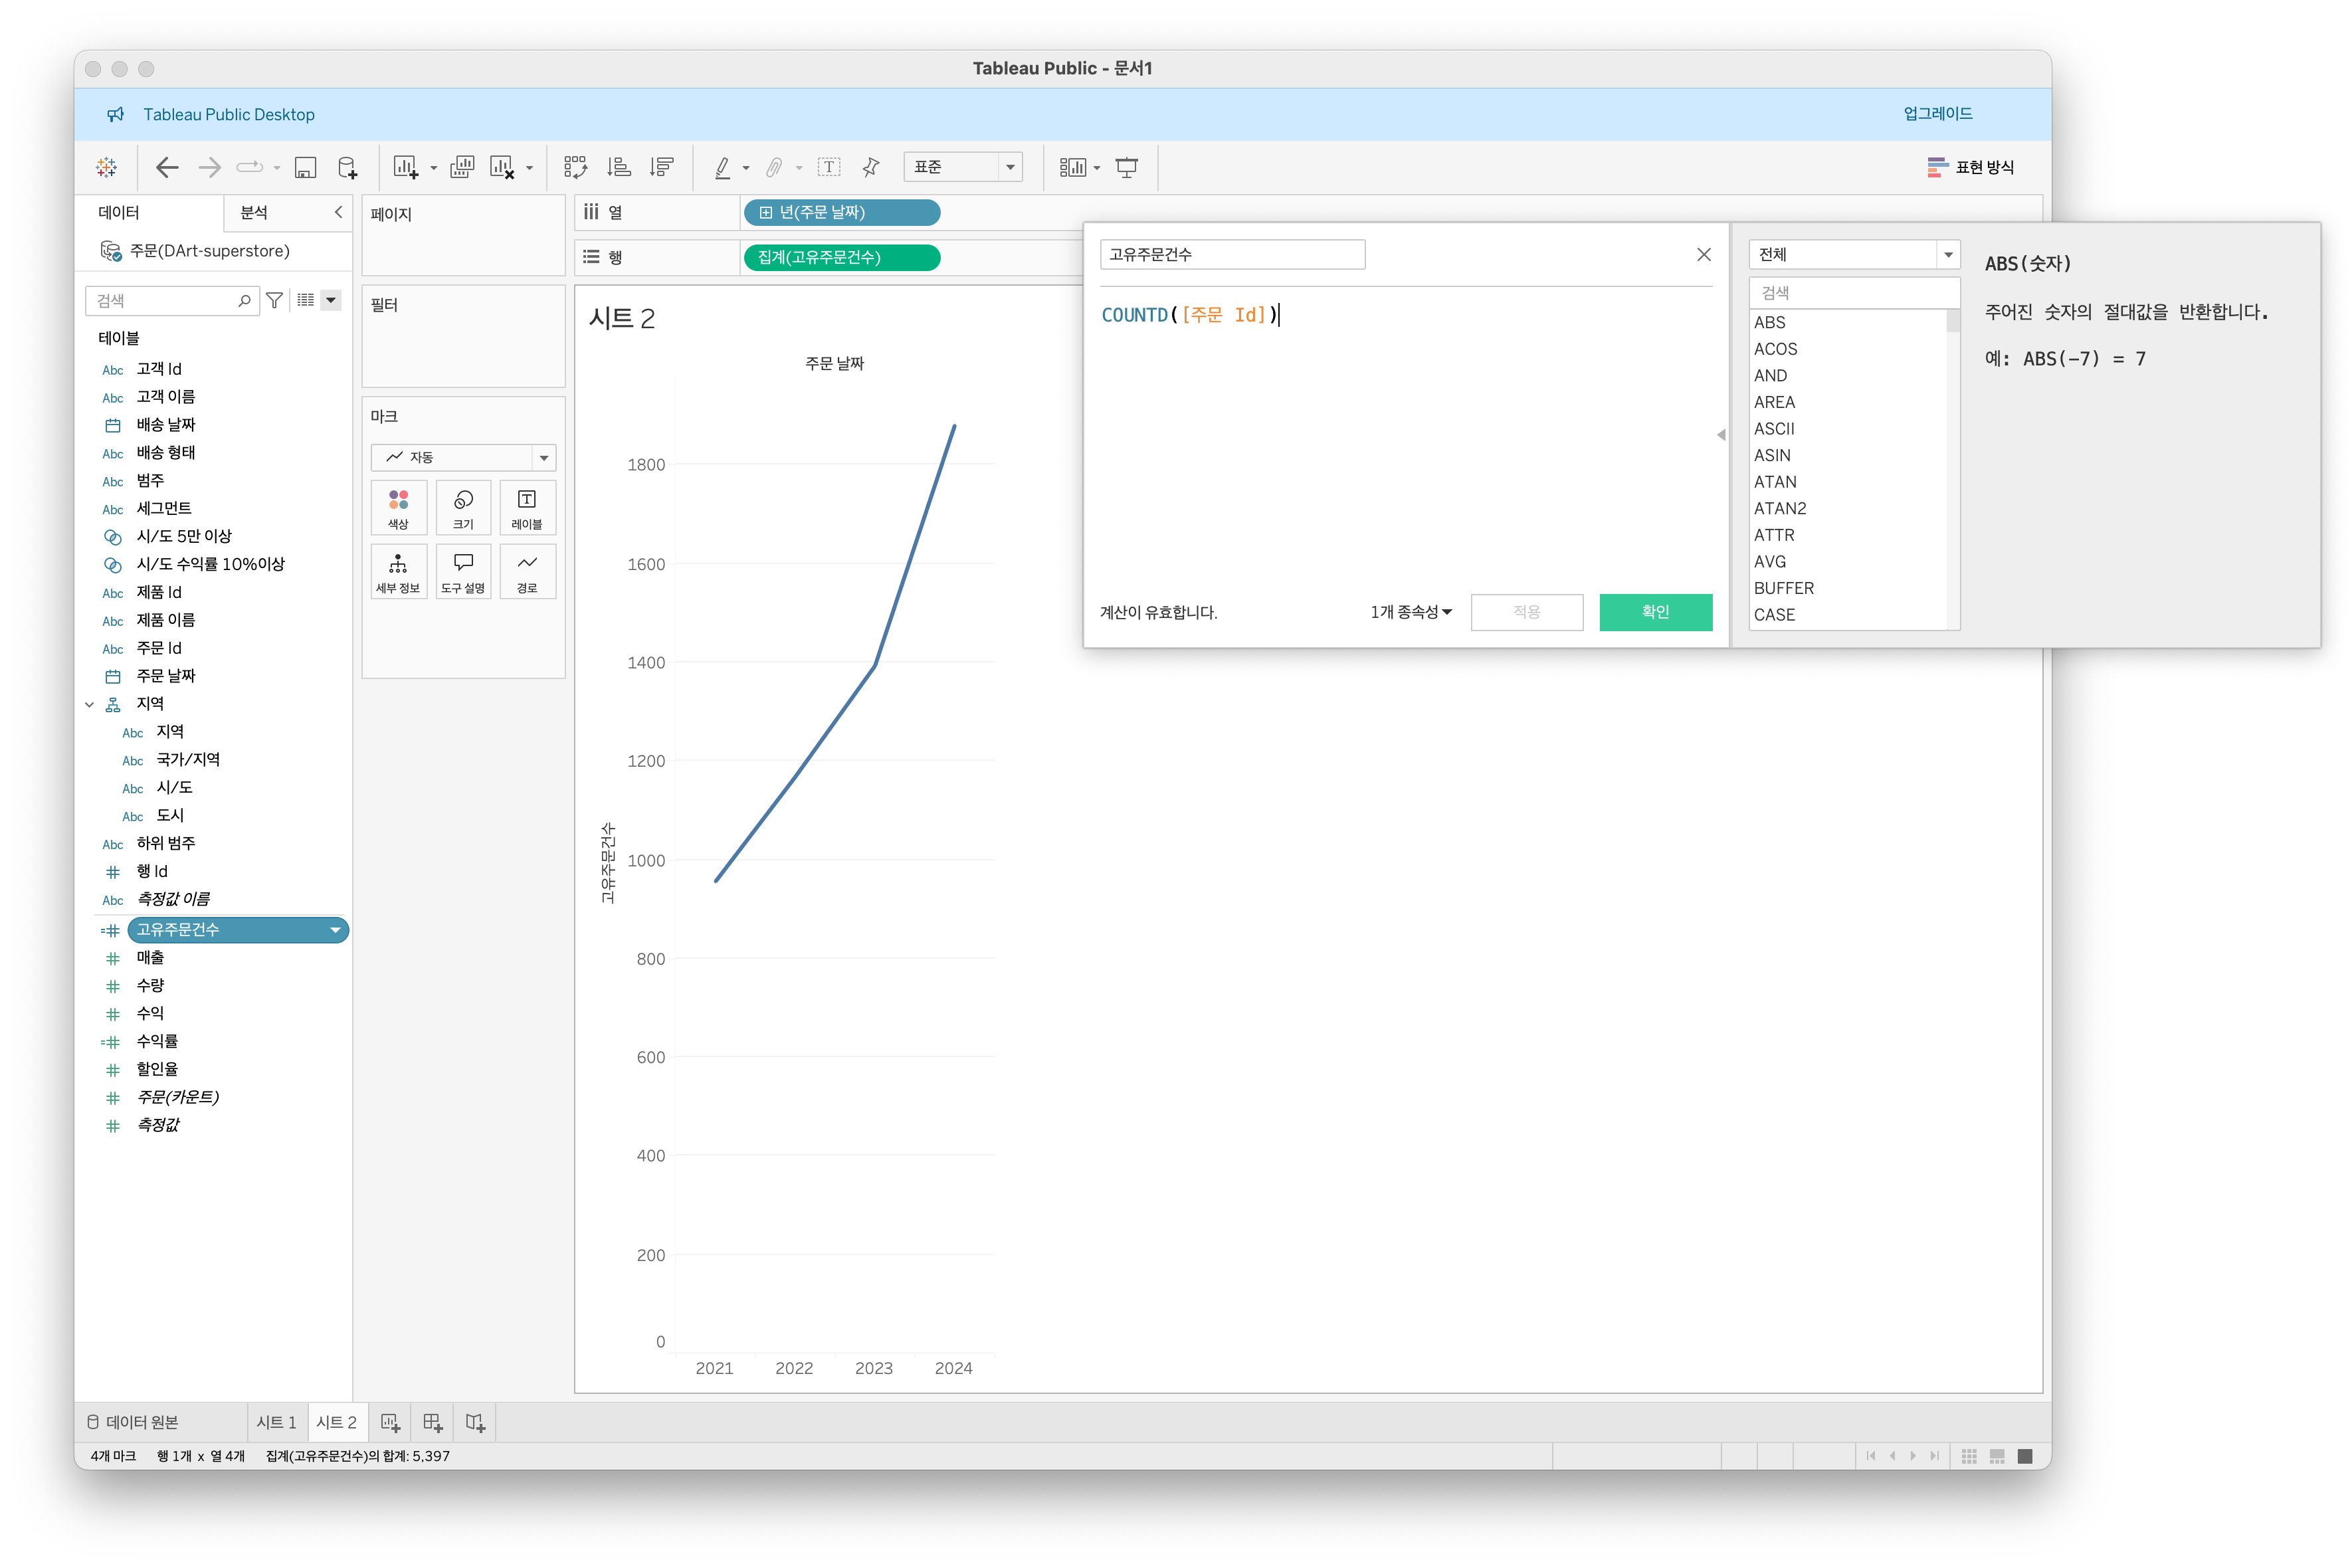 Tableau Public - 문서1
Tableau Public Desktop
업그레이드
표준
표현 방식
데이터
분석
주문(DArt-superstore)
검색
테이블
Abc 고객 Id
Abc 고객 이름
배송 날짜
Abc 배송 형태
Abc 범주
Abc 세그먼트
시/도 5만 이상
시/도 수익률 10%이상
Abc 제품 Id
Abc 제품 이름
Abc 주문 Id
주문 날짜
지역
Abc 지역
Abc 국가/지역
Abc 시/도
Abc 도시
Abc 하위 범주
행 Id
Abc 측정값 이름
고유주문건수
매출
수량
수익
수익률
할인율
주문(카운트)
측정값
페이지
필터
마크
자동
색상 크기 레이블
세부 정보 도구 설명 경로
열 년(주문 날짜)
행 집계(고유주문건수)
시트 2
주문 날짜
고유주문건수
1800
1600
1400
1200
1000
800
600
400
200
0
2021 2022 2023 2024
고유주문건수
COUNTD([주문 Id])
계산이 유효합니다.
1개 종속성
적용
확인
전체
검색
ABS
ACOS
AND
AREA
ASCII
ASIN
ATAN
ATAN2
ATTR
AVG
BUFFER
CASE
ABS(숫자)
주어진 숫자의 절대값을 반환합니다.
예: ABS(-7) = 7
데이터 원본
시트 1
시트 2
4개 마크 행 1개 x 열 4개 집계(고유주문건수)의 합계: 5,397